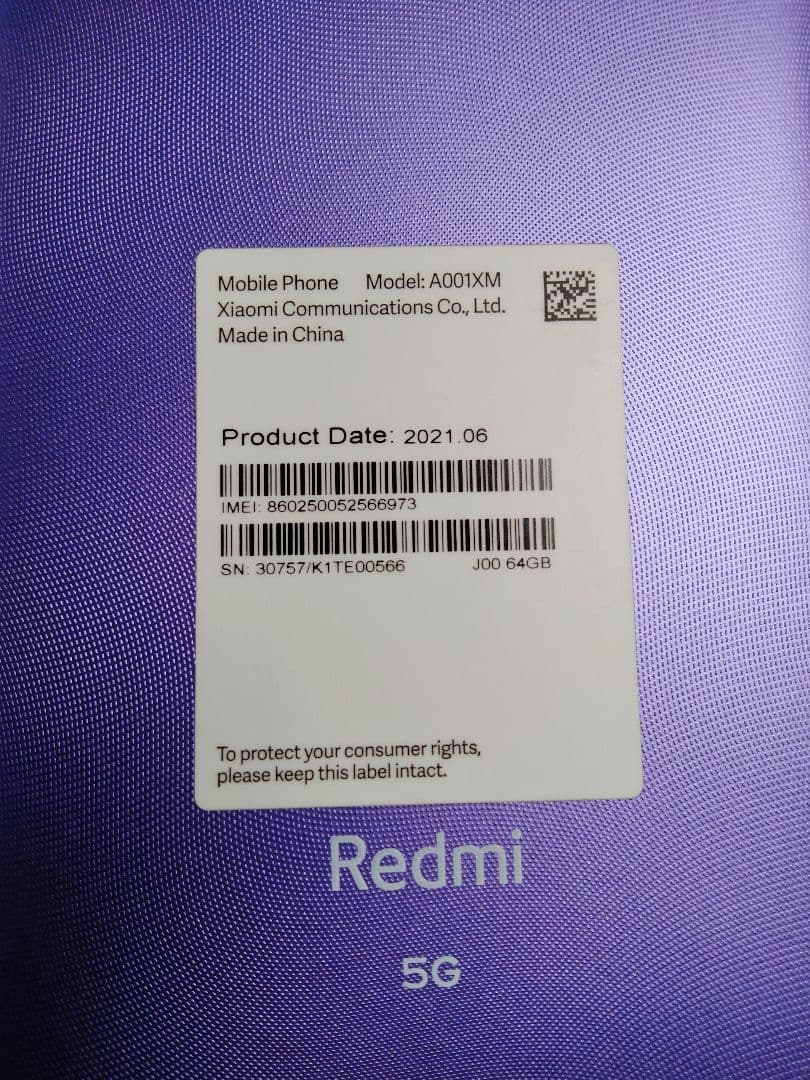 Mobile Phone Model: A001XM
Xiaomi Communications Co., Ltd.
Made in China
Product Date: 2021.06
IMEI: 860250052566973
SN: 30757/K1TE00566 J00 64GB
To protect your consumer rights,
please keep this label intact.
Redmi
5G